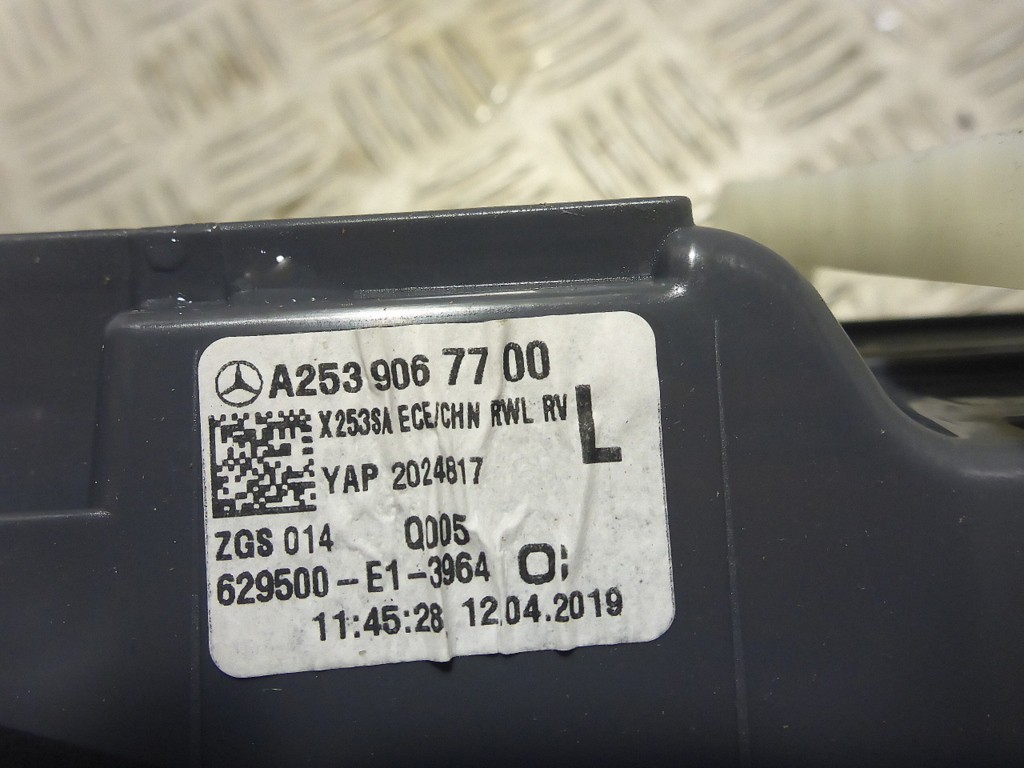 A253 906 77 00
X253SA ECE/CHN RWL RV
L
YAP 2024817
ZGS 014 Q005
629500-E1-3964 O
11:45:28 12.04.2019